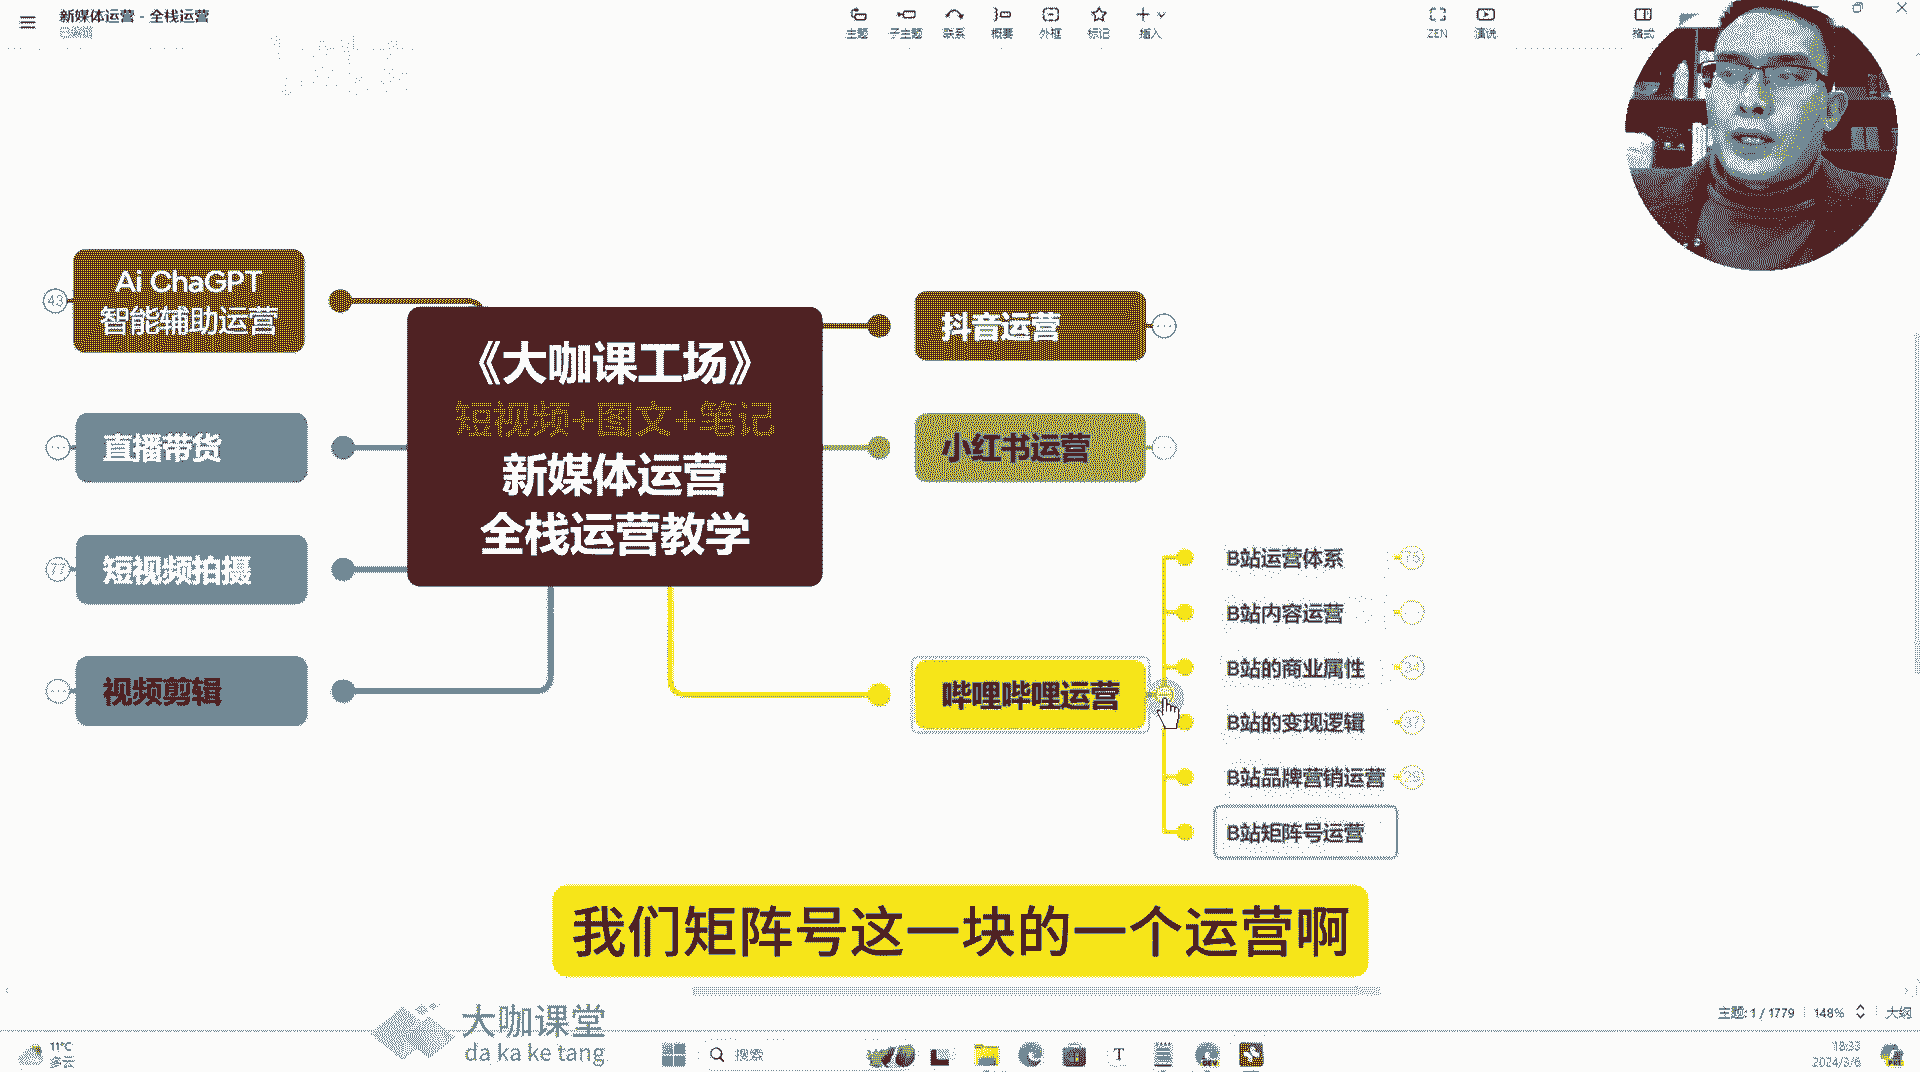 新媒体运营 - 全栈运营
已编辑
主题
子主题
联系
概要
外框
标记
插入
ZEN
演说
格式
43
Ai ChaGPT
智能辅助运营
直播带货
77
短视频拍摄
视频剪辑
《大咖课工场》
短视频+图文+笔记
新媒体运营
全栈运营教学
抖音运营
小红书运营
哔哩哔哩运营
B站运营体系
B站内容运营
B站的商业属性
34
B站的变现逻辑
37
B站品牌营销运营
29
B站矩阵号运营
我们矩阵号这一块的一个运营啊
主题: 1 / 1779
148%
大纲
大咖课堂
da ka ke tang
11°C
多云
搜索
18:33
2024/3/6